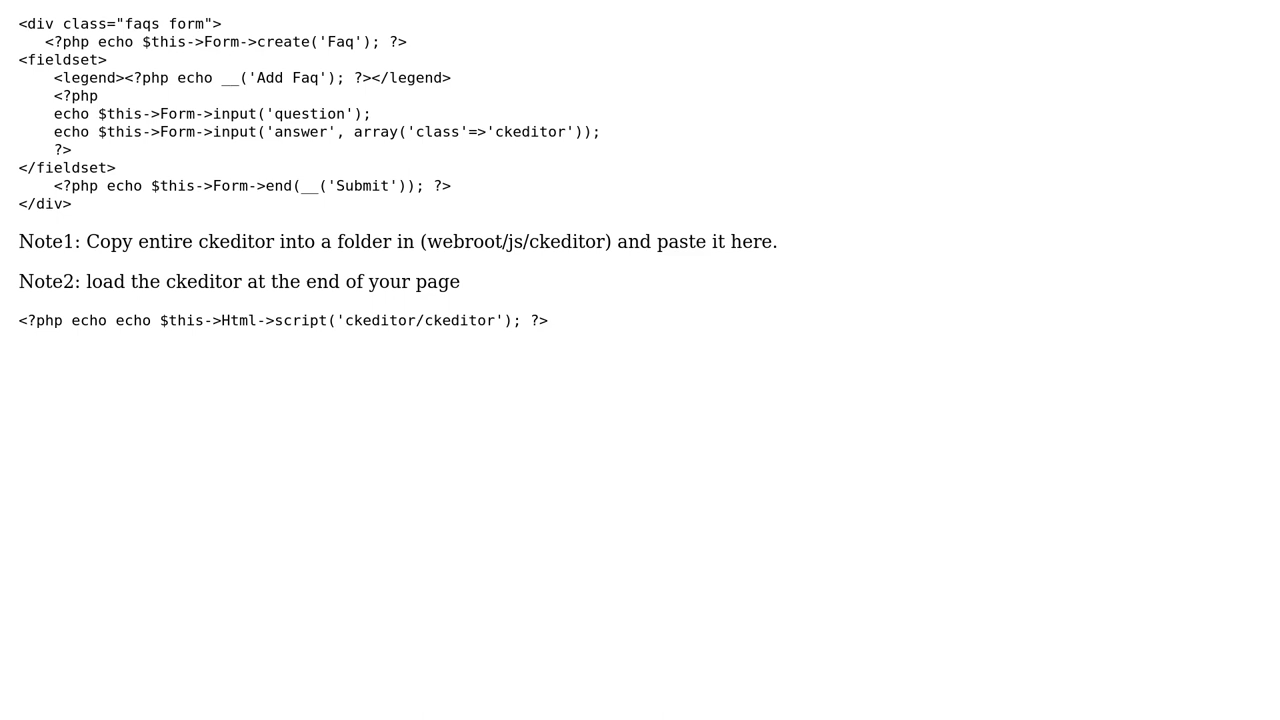 <div class="faqs form">
   <?php echo $this->Form->create('Faq'); ?>
<fieldset>
    <legend><?php echo __('Add Faq'); ?></legend>
    <?php
    echo $this->Form->input('question');
    echo $this->Form->input('answer', array('class'=>'ckeditor'));
    ?>
</fieldset>
    <?php echo $this->Form->end(__('Submit')); ?>
</div>
Note1: Copy entire ckeditor into a folder in (webroot/js/ckeditor) and paste it here.
Note2: load the ckeditor at the end of your page
<?php echo echo $this->Html->script('ckeditor/ckeditor'); ?>